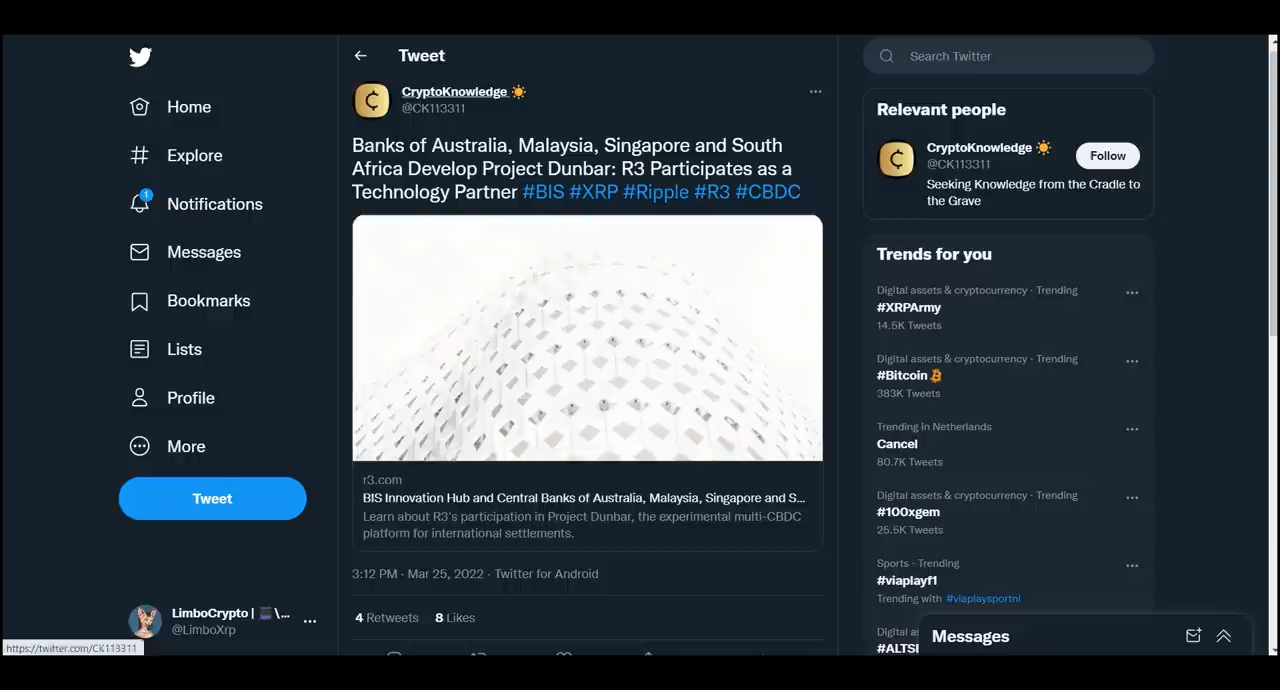 Home
Explore
1
Notifications
Messages
Bookmarks
Lists
Profile
More
Tweet
LimboCrypto |
@LimboXrp
https://twitter.com/CK113311
Tweet
CryptoKnowledge
@CK113311
Banks of Australia, Malaysia, Singapore and South
Africa Develop Project Dunbar: R3 Participates as a
Technology Partner #BIS #XRP #Ripple #R3 #CBDC
r3.com
BIS Innovation Hub and Central Banks of Australia, Malaysia, Singapore and S...
Learn about R3's participation in Project Dunbar, the experimental multi-CBDC
platform for international settlements.
3:12 PM · Mar 25, 2022 · Twitter for Android
4 Retweets 8 Likes
Search Twitter
Relevant people
CryptoKnowledge
@CK113311
Follow
Seeking Knowledge from the Cradle to
the Grave
Trends for you
Digital assets & cryptocurrency · Trending
#XRPArmy
14.5K Tweets
Digital assets & cryptocurrency · Trending
#Bitcoin
383K Tweets
Trending in Netherlands
Cancel
80.7K Tweets
Digital assets & cryptocurrency · Trending
#100xgem
25.5K Tweets
Sports · Trending
#viaplayf1
Trending with #viaplaysportnl
Digital as
Messages